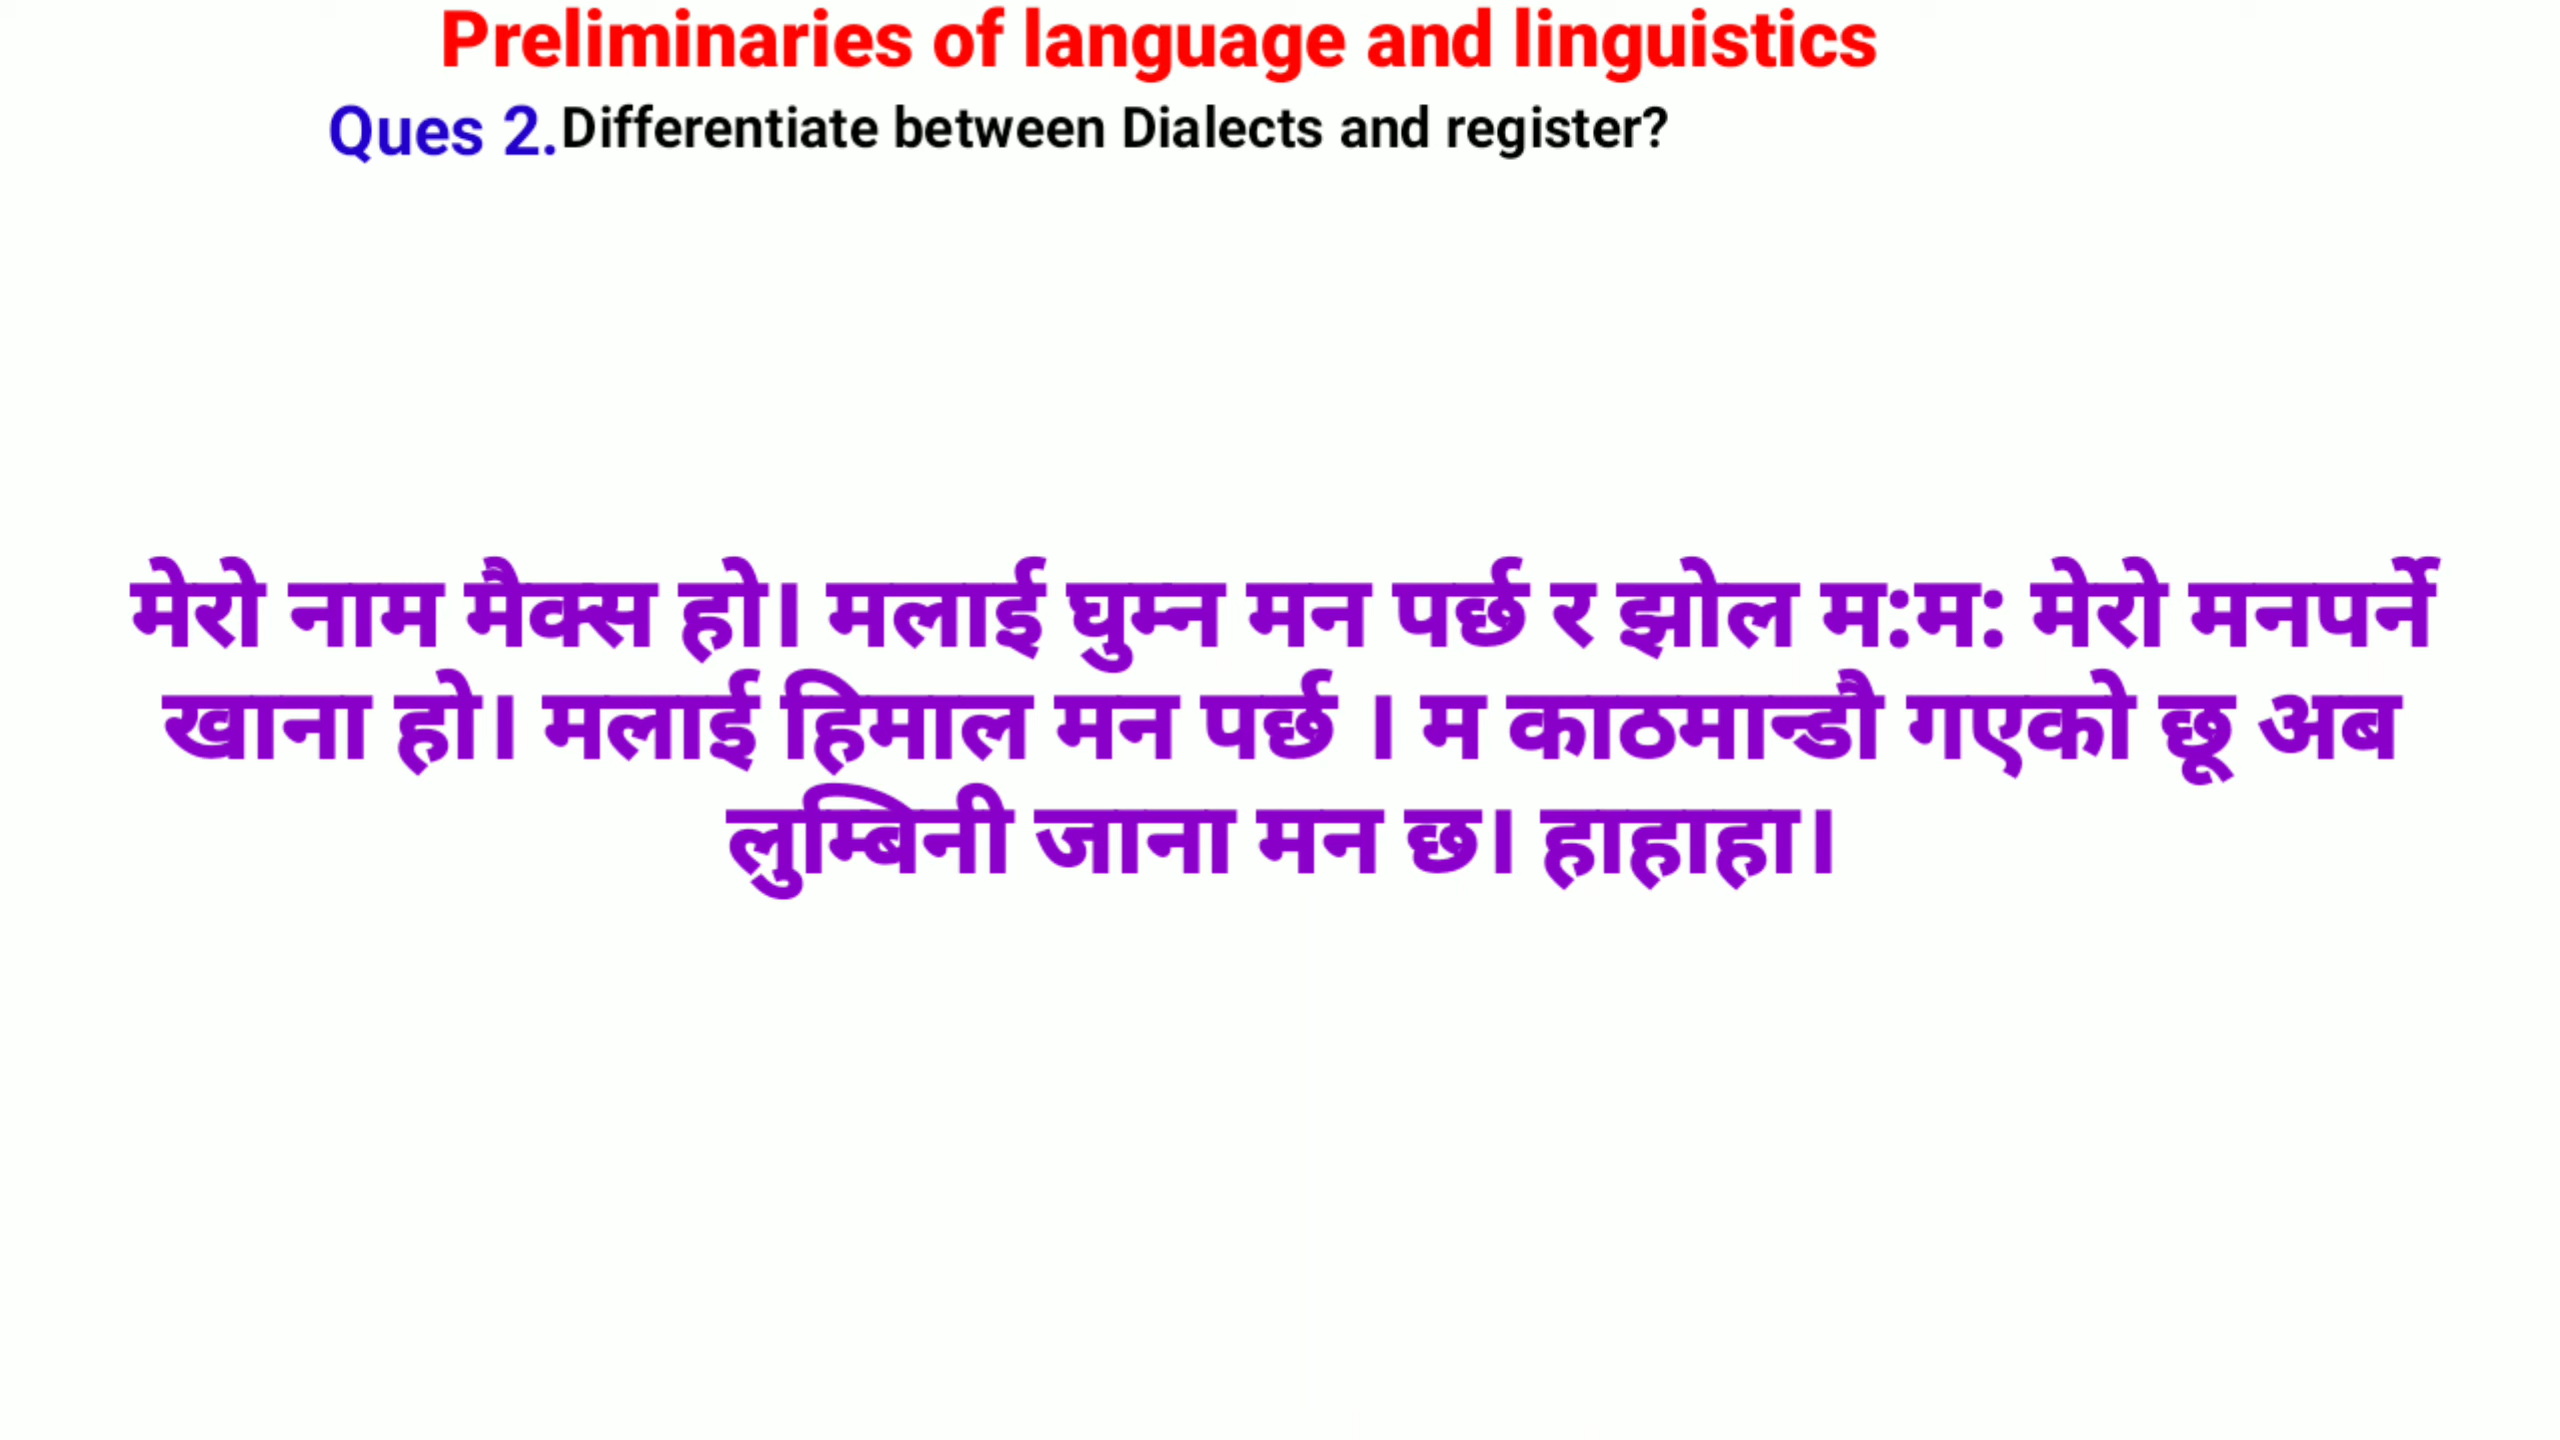 Preliminaries of language and linguistics
Ques 2.Differentiate between Dialects and register?
मेरो नाम मैक्स हो। मलाई घुम्न मन पर्छ र झोल म:म: मेरो मनपर्ने
खाना हो। मलाई हिमाल मन पर्छ । म काठमान्डौ गएको छू अब
लुम्बिनी जाना मन छ। हाहाहा।